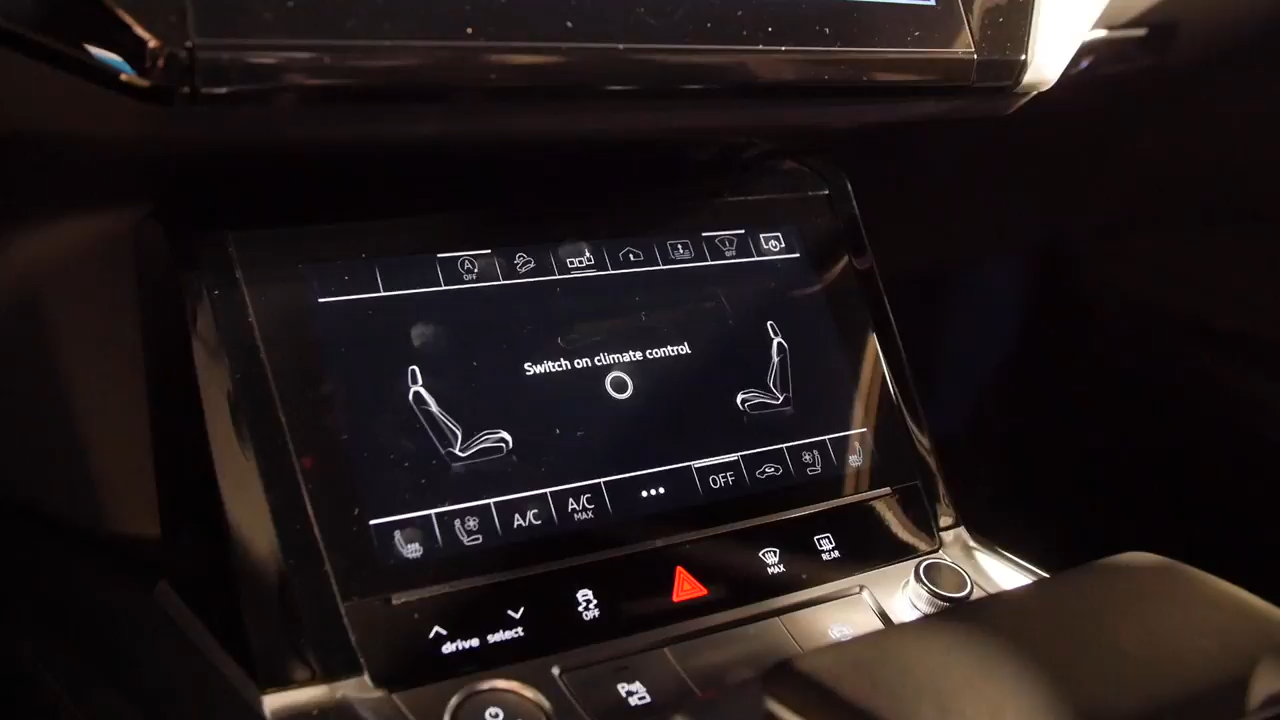 A
OFF
OFF
Switch on climate control
A/C
A/C
MAX
OFF
drive select
OFF
MAX
REAR
P